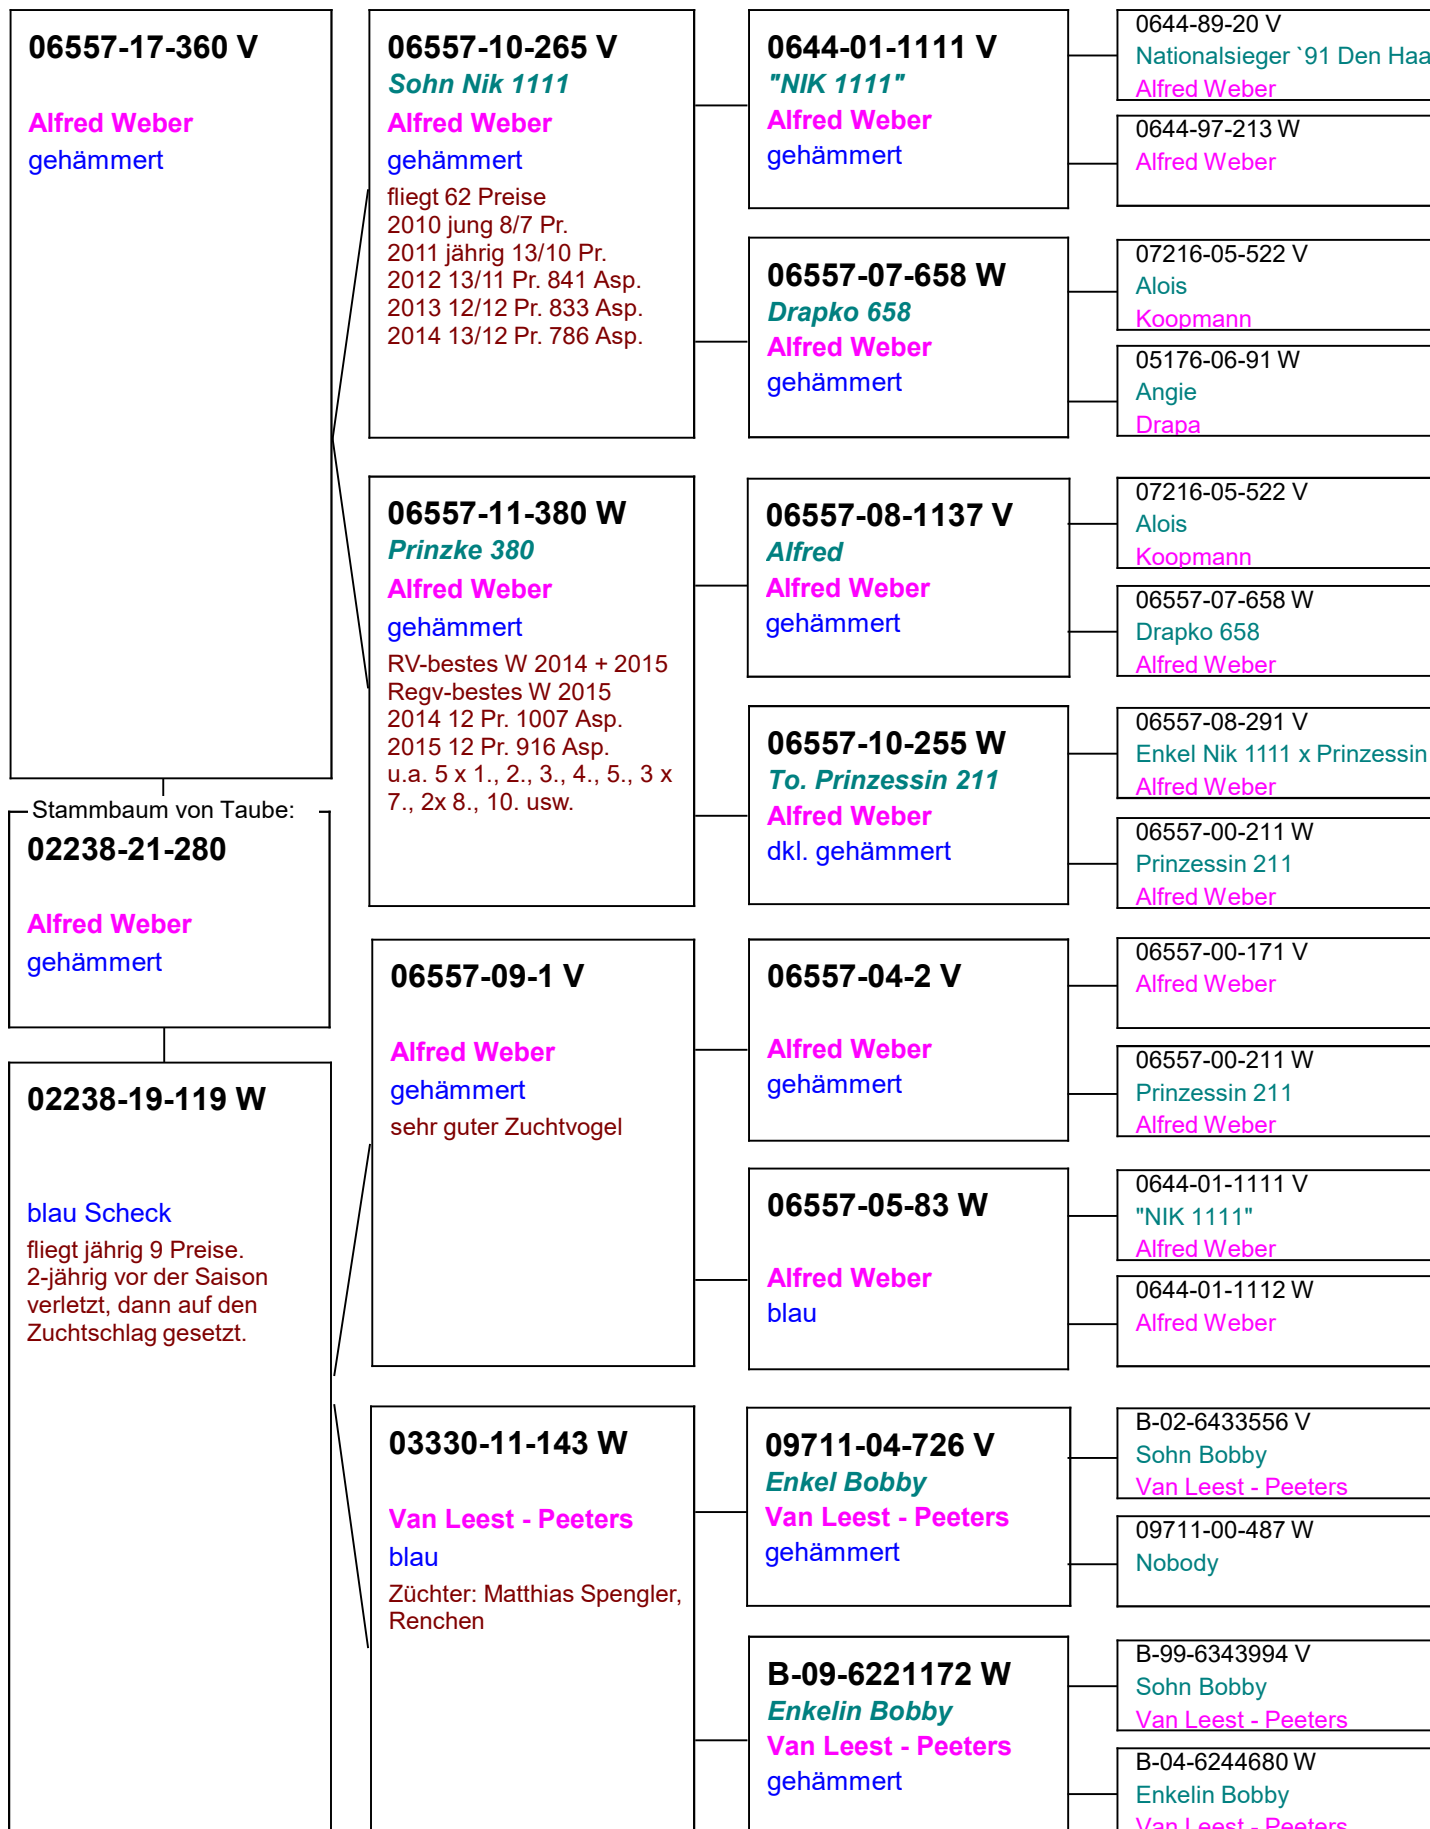 06557-17-360 V
Alfred Weber
gehämmert
Stammbaum von Taube:
02238-21-280
Alfred Weber
gehämmert
02238-19-119 W
blau Scheck
fliegt jährig 9 Preise.
2-jährig vor der Saison
verletzt, dann auf den
Zuchtschlag gesetzt.
06557-10-265 V
Sohn Nik 1111
Alfred Weber
gehämmert
fliegt 62 Preise
2010 jung 8/7 Pr.
2011 jährig 13/10 Pr.
2012 13/11 Pr. 841 Asp.
2013 12/12 Pr. 833 Asp.
2014 13/12 Pr. 786 Asp.
06557-11-380 W
Prinzke 380
Alfred Weber
gehämmert
RV-bestes W 2014 + 2015
Regv-bestes W 2015
2014 12 Pr. 1007 Asp.
2015 12 Pr. 916 Asp.
u.a. 5 x 1., 2., 3., 4., 5., 3 x
7., 2x 8., 10. usw.
06557-09-1 V
Alfred Weber
gehämmert
sehr guter Zuchtvogel
03330-11-143 W
Van Leest - Peeters
blau
Züchter: Matthias Spengler,
Renchen
0644-01-1111 V
"NIK 1111"
Alfred Weber
gehämmert
06557-07-658 W
Drapko 658
Alfred Weber
gehämmert
06557-08-1137 V
Alfred
Alfred Weber
gehämmert
06557-10-255 W
To. Prinzessin 211
Alfred Weber
dkl. gehämmert
06557-04-2 V
Alfred Weber
gehämmert
06557-05-83 W
Alfred Weber
blau
09711-04-726 V
Enkel Bobby
Van Leest - Peeters
gehämmert
B-09-6221172 W
Enkelin Bobby
Van Leest - Peeters
gehämmert
0644-89-20 V
Nationalsieger `91 Den Haa
Alfred Weber
0644-97-213 W
Alfred Weber
07216-05-522 V
Alois
Koopmann
05176-06-91 W
Angie
Drapa
07216-05-522 V
Alois
Koopmann
06557-07-658 W
Drapko 658
Alfred Weber
06557-08-291 V
Enkel Nik 1111 x Prinzessin
Alfred Weber
06557-00-211 W
Prinzessin 211
Alfred Weber
06557-00-171 V
Alfred Weber
06557-00-211 W
Prinzessin 211
Alfred Weber
0644-01-1111 V
"NIK 1111"
Alfred Weber
0644-01-1112 W
Alfred Weber
B-02-6433556 V
Sohn Bobby
Van Leest - Peeters
09711-00-487 W
Nobody
B-99-6343994 V
Sohn Bobby
Van Leest - Peeters
B-04-6244680 W
Enkelin Bobby
Van Leest - Peeters